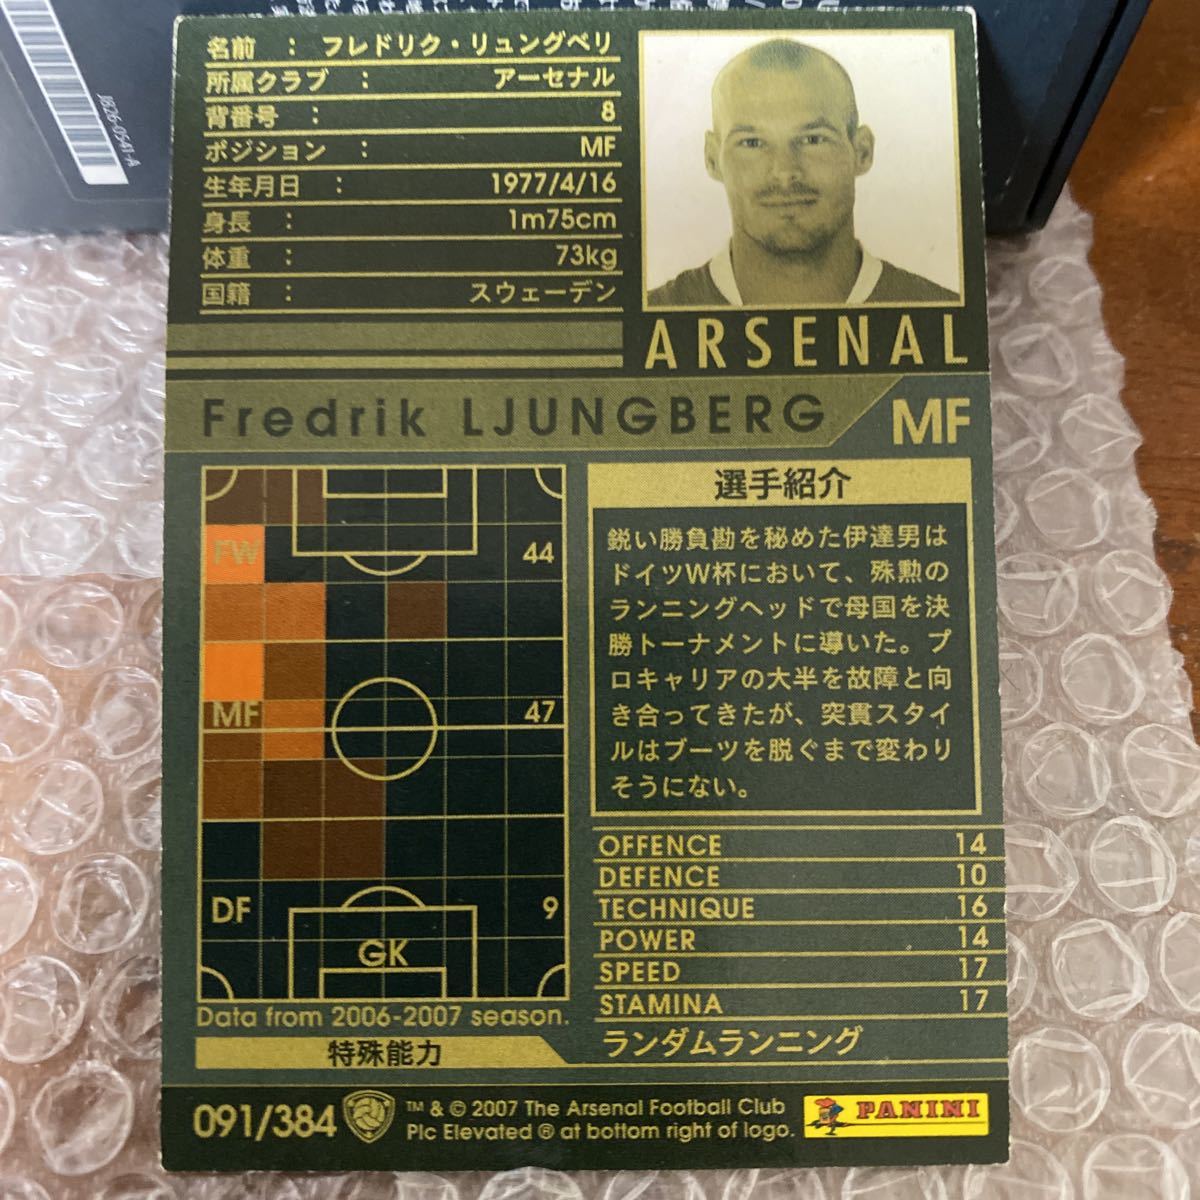 J826-0541-A
名前 : フレドリク・リュングベリ
所属クラブ : アーセナル
背番号 : 8
ポジション : MF
生年月日 : 1977/4/16
身長 : 1m75cm
体重 : 73kg
国籍 : スウェーデン
ARSENAL
Fredrik LJUNGBERG MF
FW 44
MF 47
DF 9
GK
Data from 2006-2007 season.
選手紹介
鋭い勝負勘を秘めた伊達男は
ドイツW杯において、殊勲の
ランニングヘッドで母国を決
勝トーナメントに導いた。プ
ロキャリアの大半を故障と向
き合ってきたが、突貫スタイ
ルはブーツを脱ぐまで変わり
そうにない。
OFFENCE 14
DEFENCE 10
TECHNIQUE 16
POWER 14
SPEED 17
STAMINA 17
特殊能力
ランダムランニング
091/384
™ & © 2007 The Arsenal Football Club
Plc Elevated ® at bottom right of logo.
PANINI